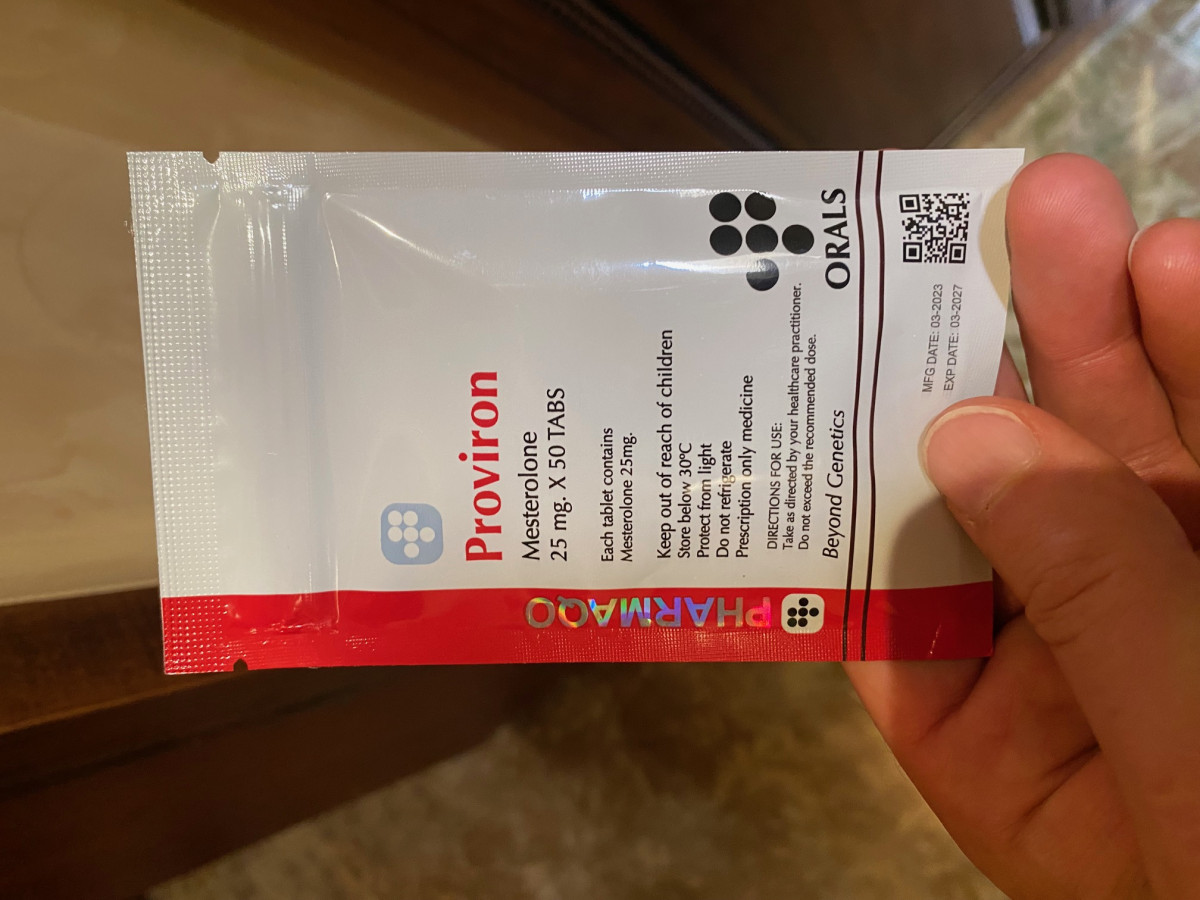 Proviron
Mesterolone
25 mg. X 50 TABS
Each tablet contains
Mesterolone 25mg.
Keep out of reach of children
Store below 30ºC
Protect from light
Do not refrigerate
Prescription only medicine
DIRECTIONS FOR USE:
Take as directed by your healthcare practitioner.
Do not exceed the recommended dose.
Beyond Genetics
ORALS
MFG DATE: 03-2023
EXP.DATE: 03-2027
PHARMAQO